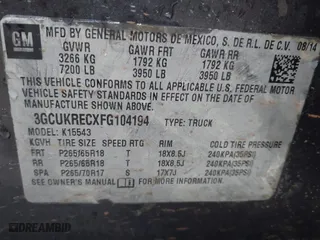 GM
MFD BY GENERAL MOTORS DE MEXICO, S. DE R.L. DE C.V. 08/14
GVWR GAWR FRT GAWR RR
3266 KG 1792 KG 1792 KG
7200 LB 3950 LB 3950 LB
THIS VEHICLE CONFORMS TO ALL APPLICABLE U.S. FEDERAL MOTOR
VEHICLE SAFETY STANDARDS IN EFFECT ON THE DATE OF
MANUFACTURE SHOWN ABOVE.
3GCUKRECXFG104194 TYPE: TRUCK
MODEL: K15543
KGVH TIRE SIZE SPEED RTG RIM COLD TIRE PRESSURE
FRT P265/65R18 T 18X8.5J 240KPA(35PSI)
RR P265/65R18 T 18X8.5J 240KPA(35PSI)
SPA P265/70R17 S 17X7J 240KPA(35PSI)
SEE OWNER'S MANUAL FOR ADDITIONAL INFORMATION.
DREAMBID